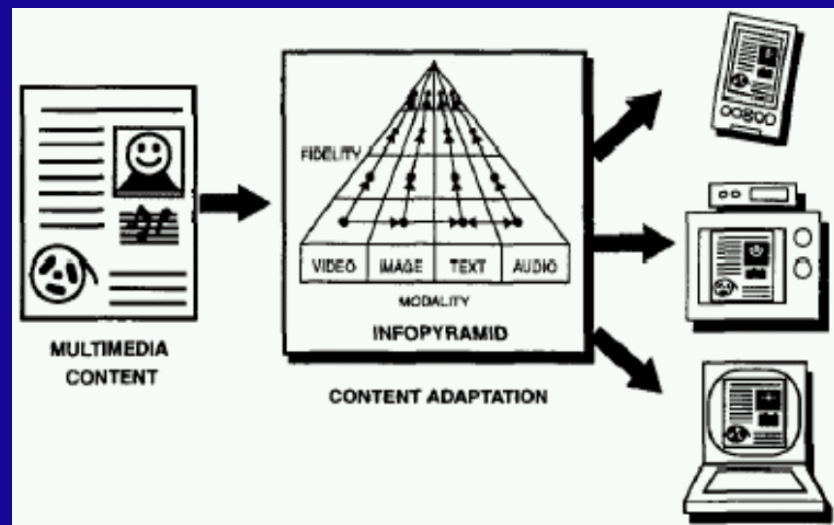 MULTIMEDIA
CONTENT
FIDELITY
VIDEO IMAGE TEXT AUDIO
MODALITY
INFOPYRAMID
CONTENT ADAPTATION